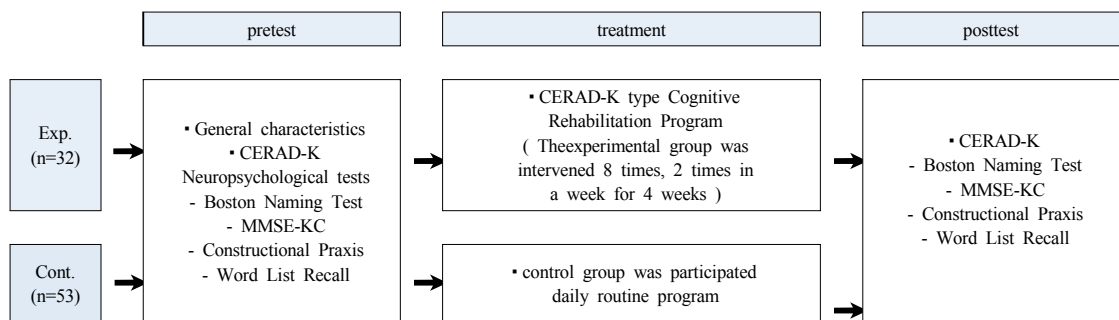 pretest
treatment
posttest
Exp.
(n=32)
▪ General characteristics
▪ CERAD-K
Neuropsychological tests
- Boston Naming Test
- MMSE-KC
- Constructional Praxis
- Word List Recall
▪ CERAD-K type Cognitive
Rehabilitation Program
( Theexperimental group was
intervened 8 times, 2 times in
a week for 4 weeks )
▪ CERAD-K
- Boston Naming Test
- MMSE-KC
- Constructional Praxis
- Word List Recall
Cont.
(n=53)
▪ control group was participated
daily routine program